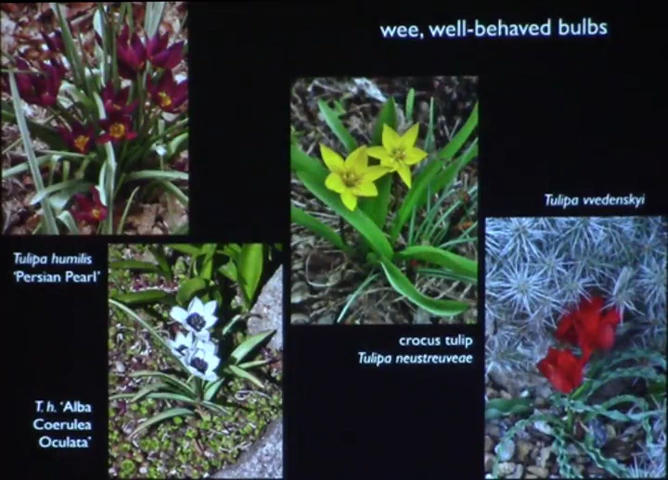 wee, well-behaved bulbs
Tulipa vvedenskyi
Tulipa humilis
'Persian Pearl'
crocus tulip
Tulipa neustreuveae
T. h. 'Alba
Coerulea
Oculata'